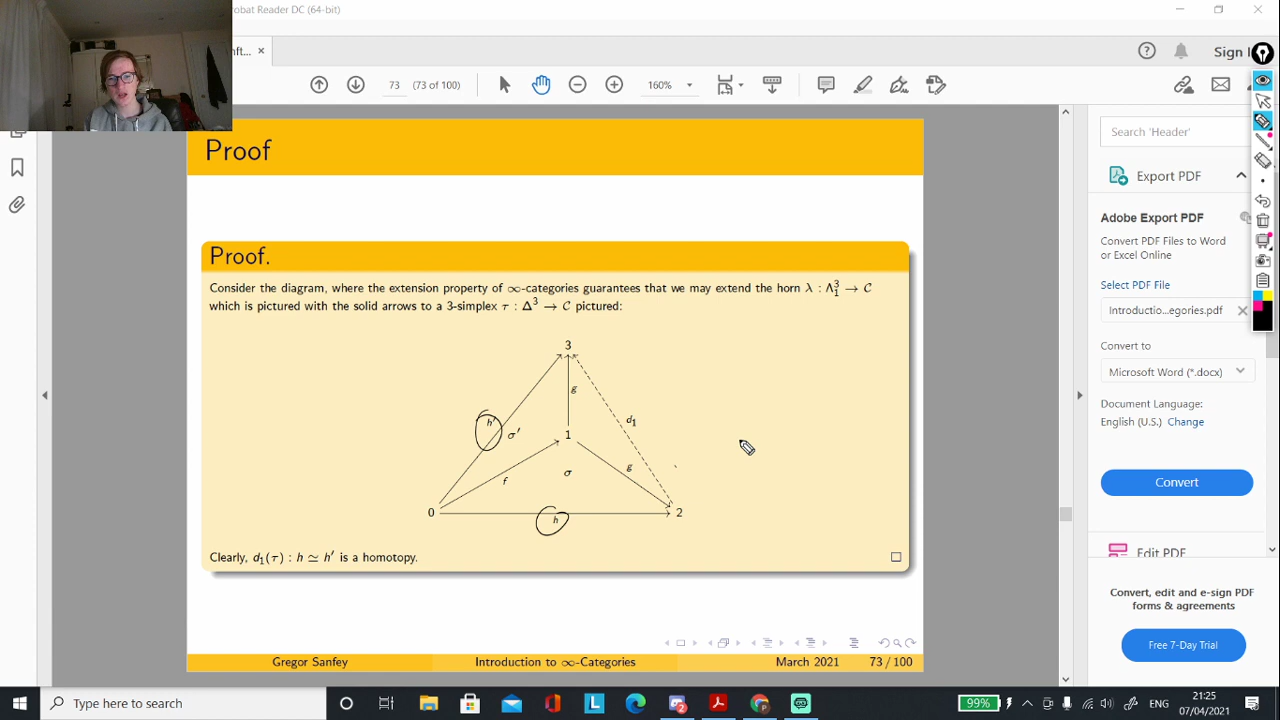 obat Reader DC (64-bit)
nft...
73 (73 of 100)
160%
Sign I
Proof
Proof.
Consider the diagram, where the extension property of ∞-categories guarantees that we may extend the horn λ : Λ³₁ → C
which is pictured with the solid arrows to a 3-simplex τ : Δ³ → C pictured:
3
g
h′
σ′
d₁
1
g
σ
f
0
h
2
Clearly, d₁(τ) : h ≃ h′ is a homotopy.
Gregor Sanfey
Introduction to ∞-Categories
March 2021
73 / 100
Search 'Header'
Export PDF
Adobe Export PDF
Convert PDF Files to Word
or Excel Online
Select PDF File
Introductio...egories.pdf
Convert to
Microsoft Word (*.docx)
Document Language:
English (U.S.) Change
Convert
Edit PDF
Convert, edit and e-sign PDF
forms & agreements
Free 7-Day Trial
Type here to search
99%
21:25
07/04/2021